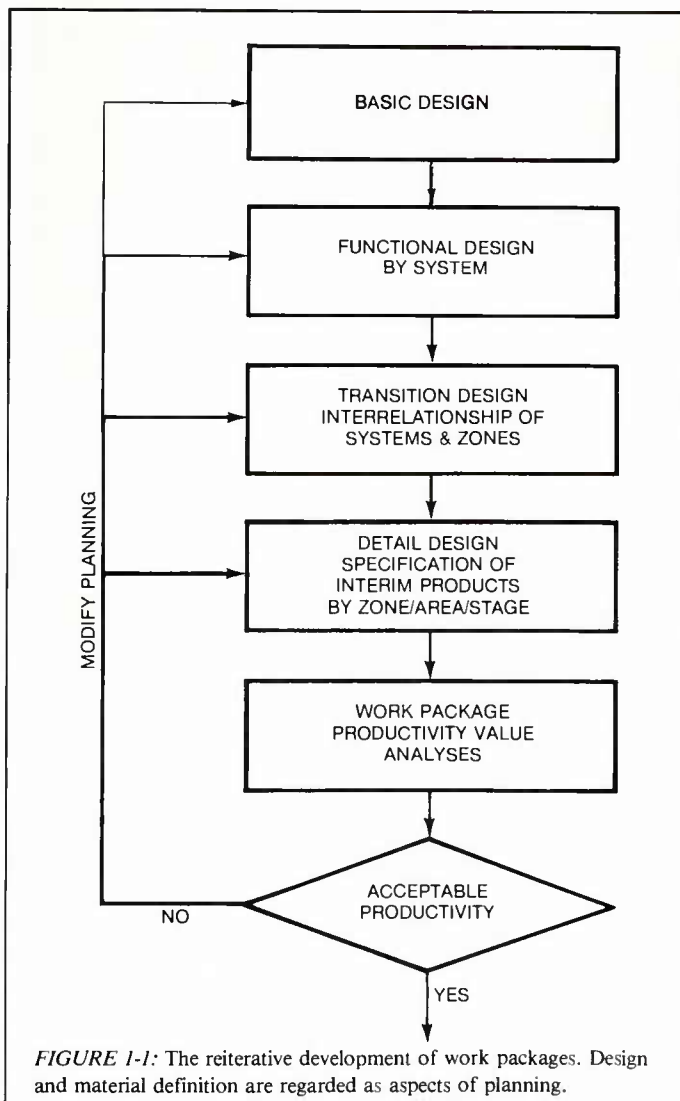 BASIC DESIGN
FUNCTIONAL DESIGN
BY SYSTEM
TRANSITION DESIGN
INTERRELATIONSHIP OF
SYSTEMS & ZONES
DETAIL DESIGN
SPECIFICATION OF
INTERIM PRODUCTS
BY ZONE/AREA/STAGE
MODIFY PLANNING
WORK PACKAGE
PRODUCTIVITY VALUE
ANALYSES
ACCEPTABLE
PRODUCTIVITY
NO
YES
FIGURE 1-1: The reiterative development of work packages. Design
and material definition are regarded as aspects of planning.